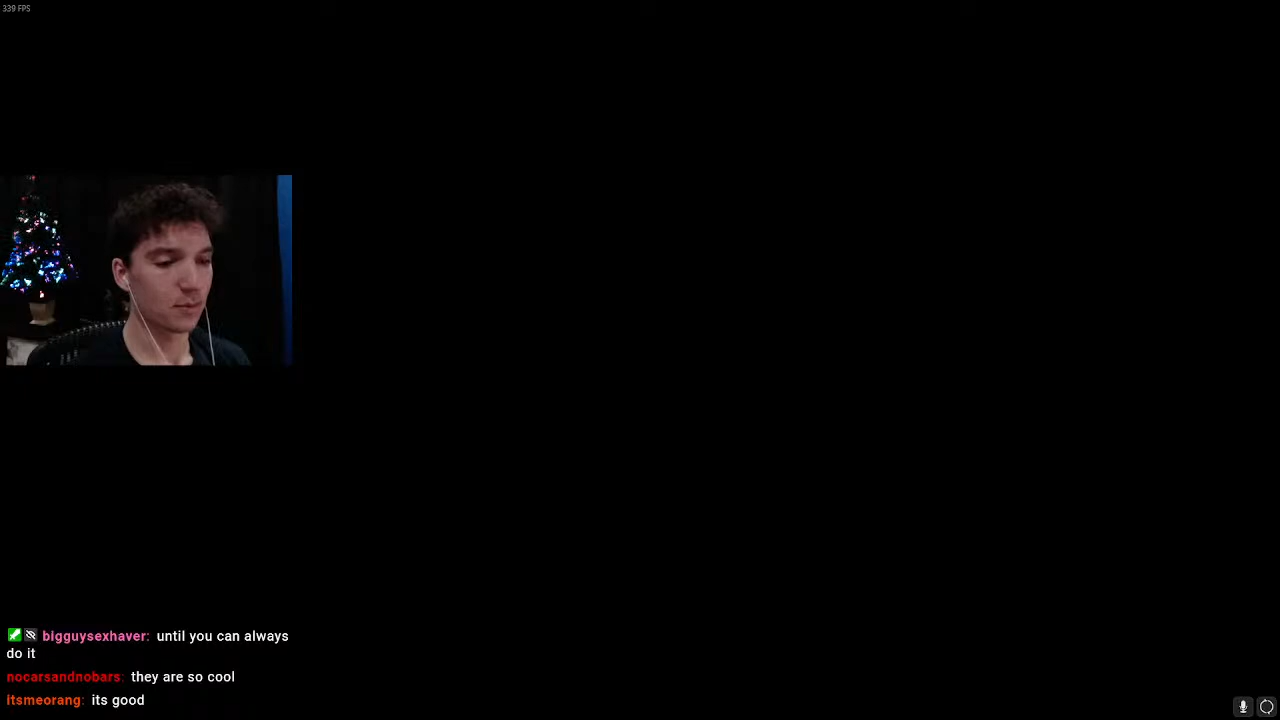 339 FPS
bigguysexhaver: until you can always
do it
nocarsandnobars: they are so cool
itsmeorang: its good